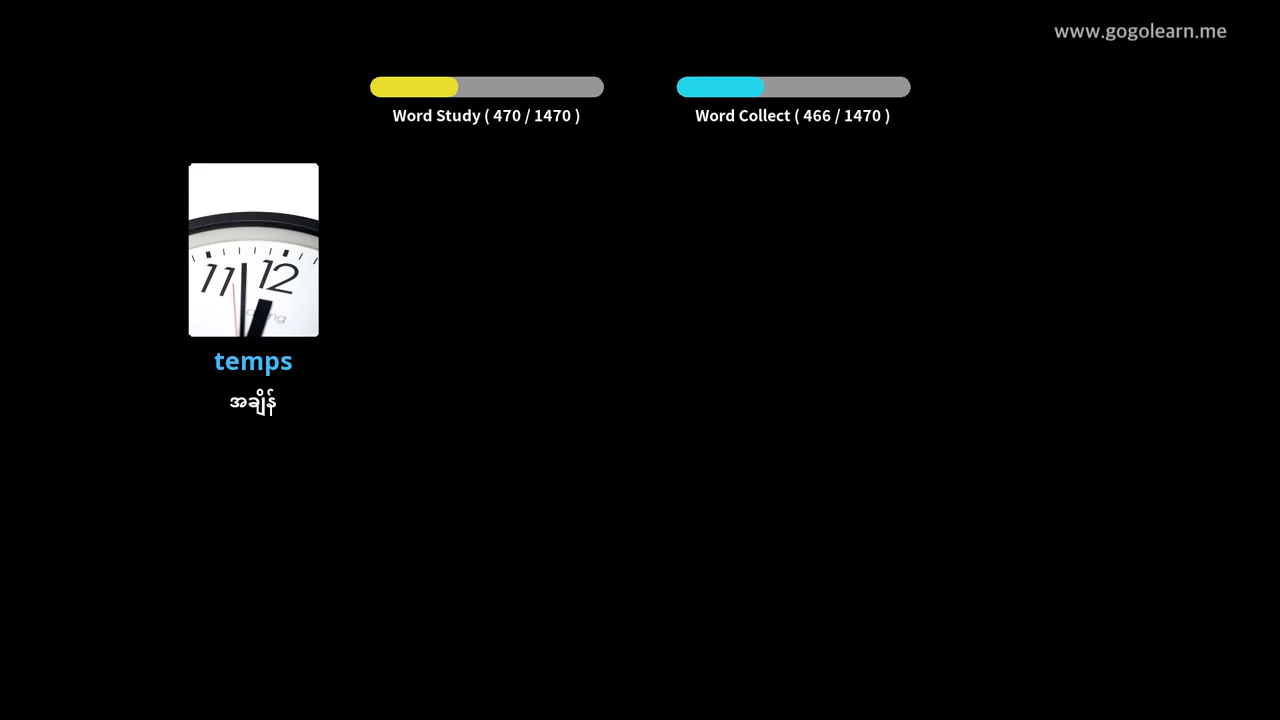 www.gogolearn.me
Word Study ( 470 / 1470 )
Word Collect ( 466 / 1470 )
11 12
temps
အချိန်